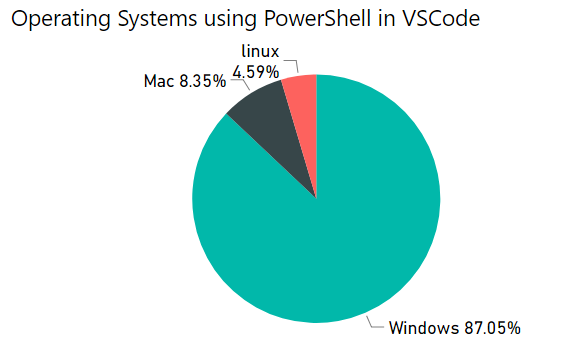 Operating Systems using PowerShell in VSCode
linux
4.59%
Mac 8.35%
Windows 87.05%